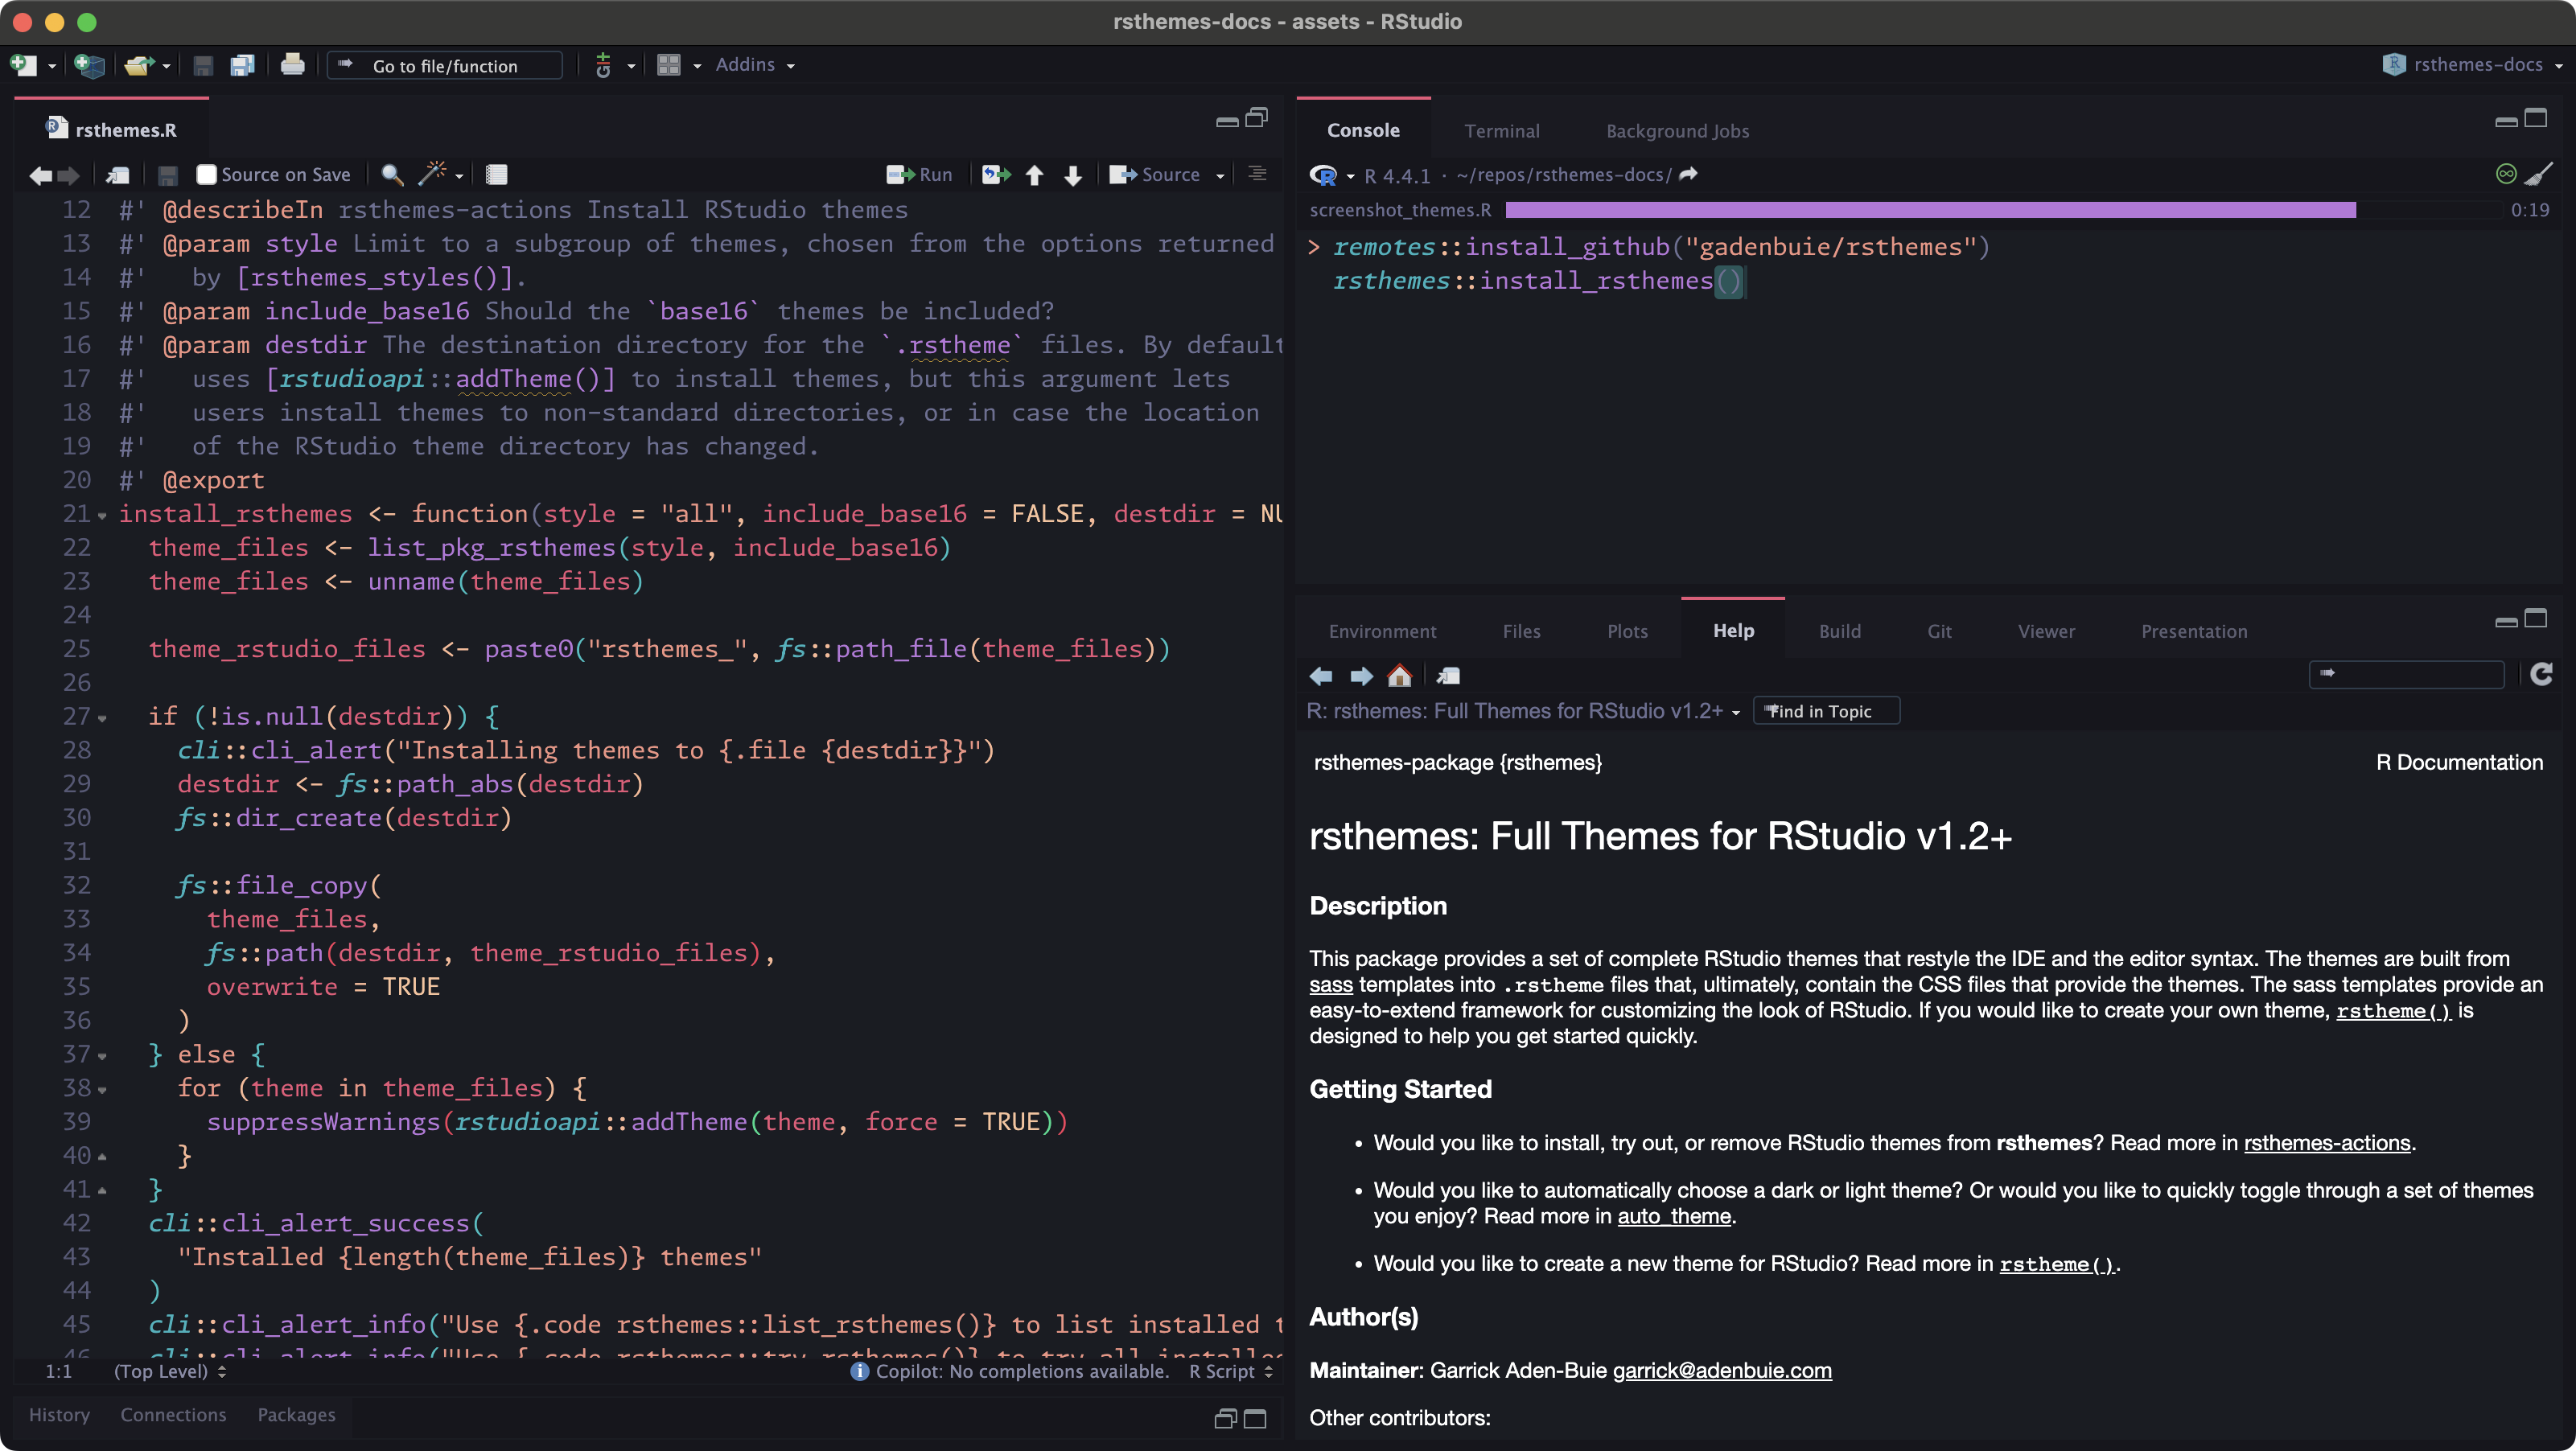 rsthemes-docs - assets - RStudio
Go to file/function
Addins
rsthemes-docs
rsthemes.R
Source on Save
Run
Source
12 #' @describeIn rsthemes-actions Install RStudio themes
13 #' @param style Limit to a subgroup of themes, chosen from the options returned
14 #'   by [rsthemes_styles()].
15 #' @param include_base16 Should the `base16` themes be included?
16 #' @param destdir The destination directory for the `.rstheme` files. By default
17 #'   uses [rstudioapi::addTheme()] to install themes, but this argument lets
18 #'   users install themes to non-standard directories, or in case the location
19 #'   of the RStudio theme directory has changed.
20 #' @export
21 install_rsthemes <- function(style = "all", include_base16 = FALSE, destdir = NU
22   theme_files <- list_pkg_rsthemes(style, include_base16)
23   theme_files <- unname(theme_files)
24
25   theme_rstudio_files <- paste0("rsthemes_", fs::path_file(theme_files))
26
27   if (!is.null(destdir)) {
28     cli::cli_alert("Installing themes to {.file {destdir}}")
29     destdir <- fs::path_abs(destdir)
30     fs::dir_create(destdir)
31
32     fs::file_copy(
33       theme_files,
34       fs::path(destdir, theme_rstudio_files),
35       overwrite = TRUE
36     )
37   } else {
38     for (theme in theme_files) {
39       suppressWarnings(rstudioapi::addTheme(theme, force = TRUE))
40     }
41   }
42   cli::cli_alert_success(
43     "Installed {length(theme_files)} themes"
44   )
45   cli::cli_alert_info("Use {.code rsthemes::list_rsthemes()} to list installed t
46   cli::cli_alert_info("Use {.code rsthemes::try_rsthemes()} to try all installed
1:1 (Top Level)
Copilot: No completions available.
R Script
History Connections Packages
Console Terminal Background Jobs
R 4.4.1 · ~/repos/rsthemes-docs/
screenshot_themes.R 0:19
> remotes::install_github("gadenbuie/rsthemes")
rsthemes::install_rsthemes()
Environment Files Plots Help Build Git Viewer Presentation
R: rsthemes: Full Themes for RStudio v1.2+
Find in Topic
rsthemes-package {rsthemes} R Documentation
rsthemes: Full Themes for RStudio v1.2+
Description
This package provides a set of complete RStudio themes that restyle the IDE and the editor syntax. The themes are built from
sass templates into .rstheme files that, ultimately, contain the CSS files that provide the themes. The sass templates provide an
easy-to-extend framework for customizing the look of RStudio. If you would like to create your own theme, rstheme() is
designed to help you get started quickly.
Getting Started
• Would you like to install, try out, or remove RStudio themes from rsthemes? Read more in rsthemes-actions.
• Would you like to automatically choose a dark or light theme? Or would you like to quickly toggle through a set of themes
you enjoy? Read more in auto_theme.
• Would you like to create a new theme for RStudio? Read more in rstheme().
Author(s)
Maintainer: Garrick Aden-Buie garrick@adenbuie.com
Other contributors: